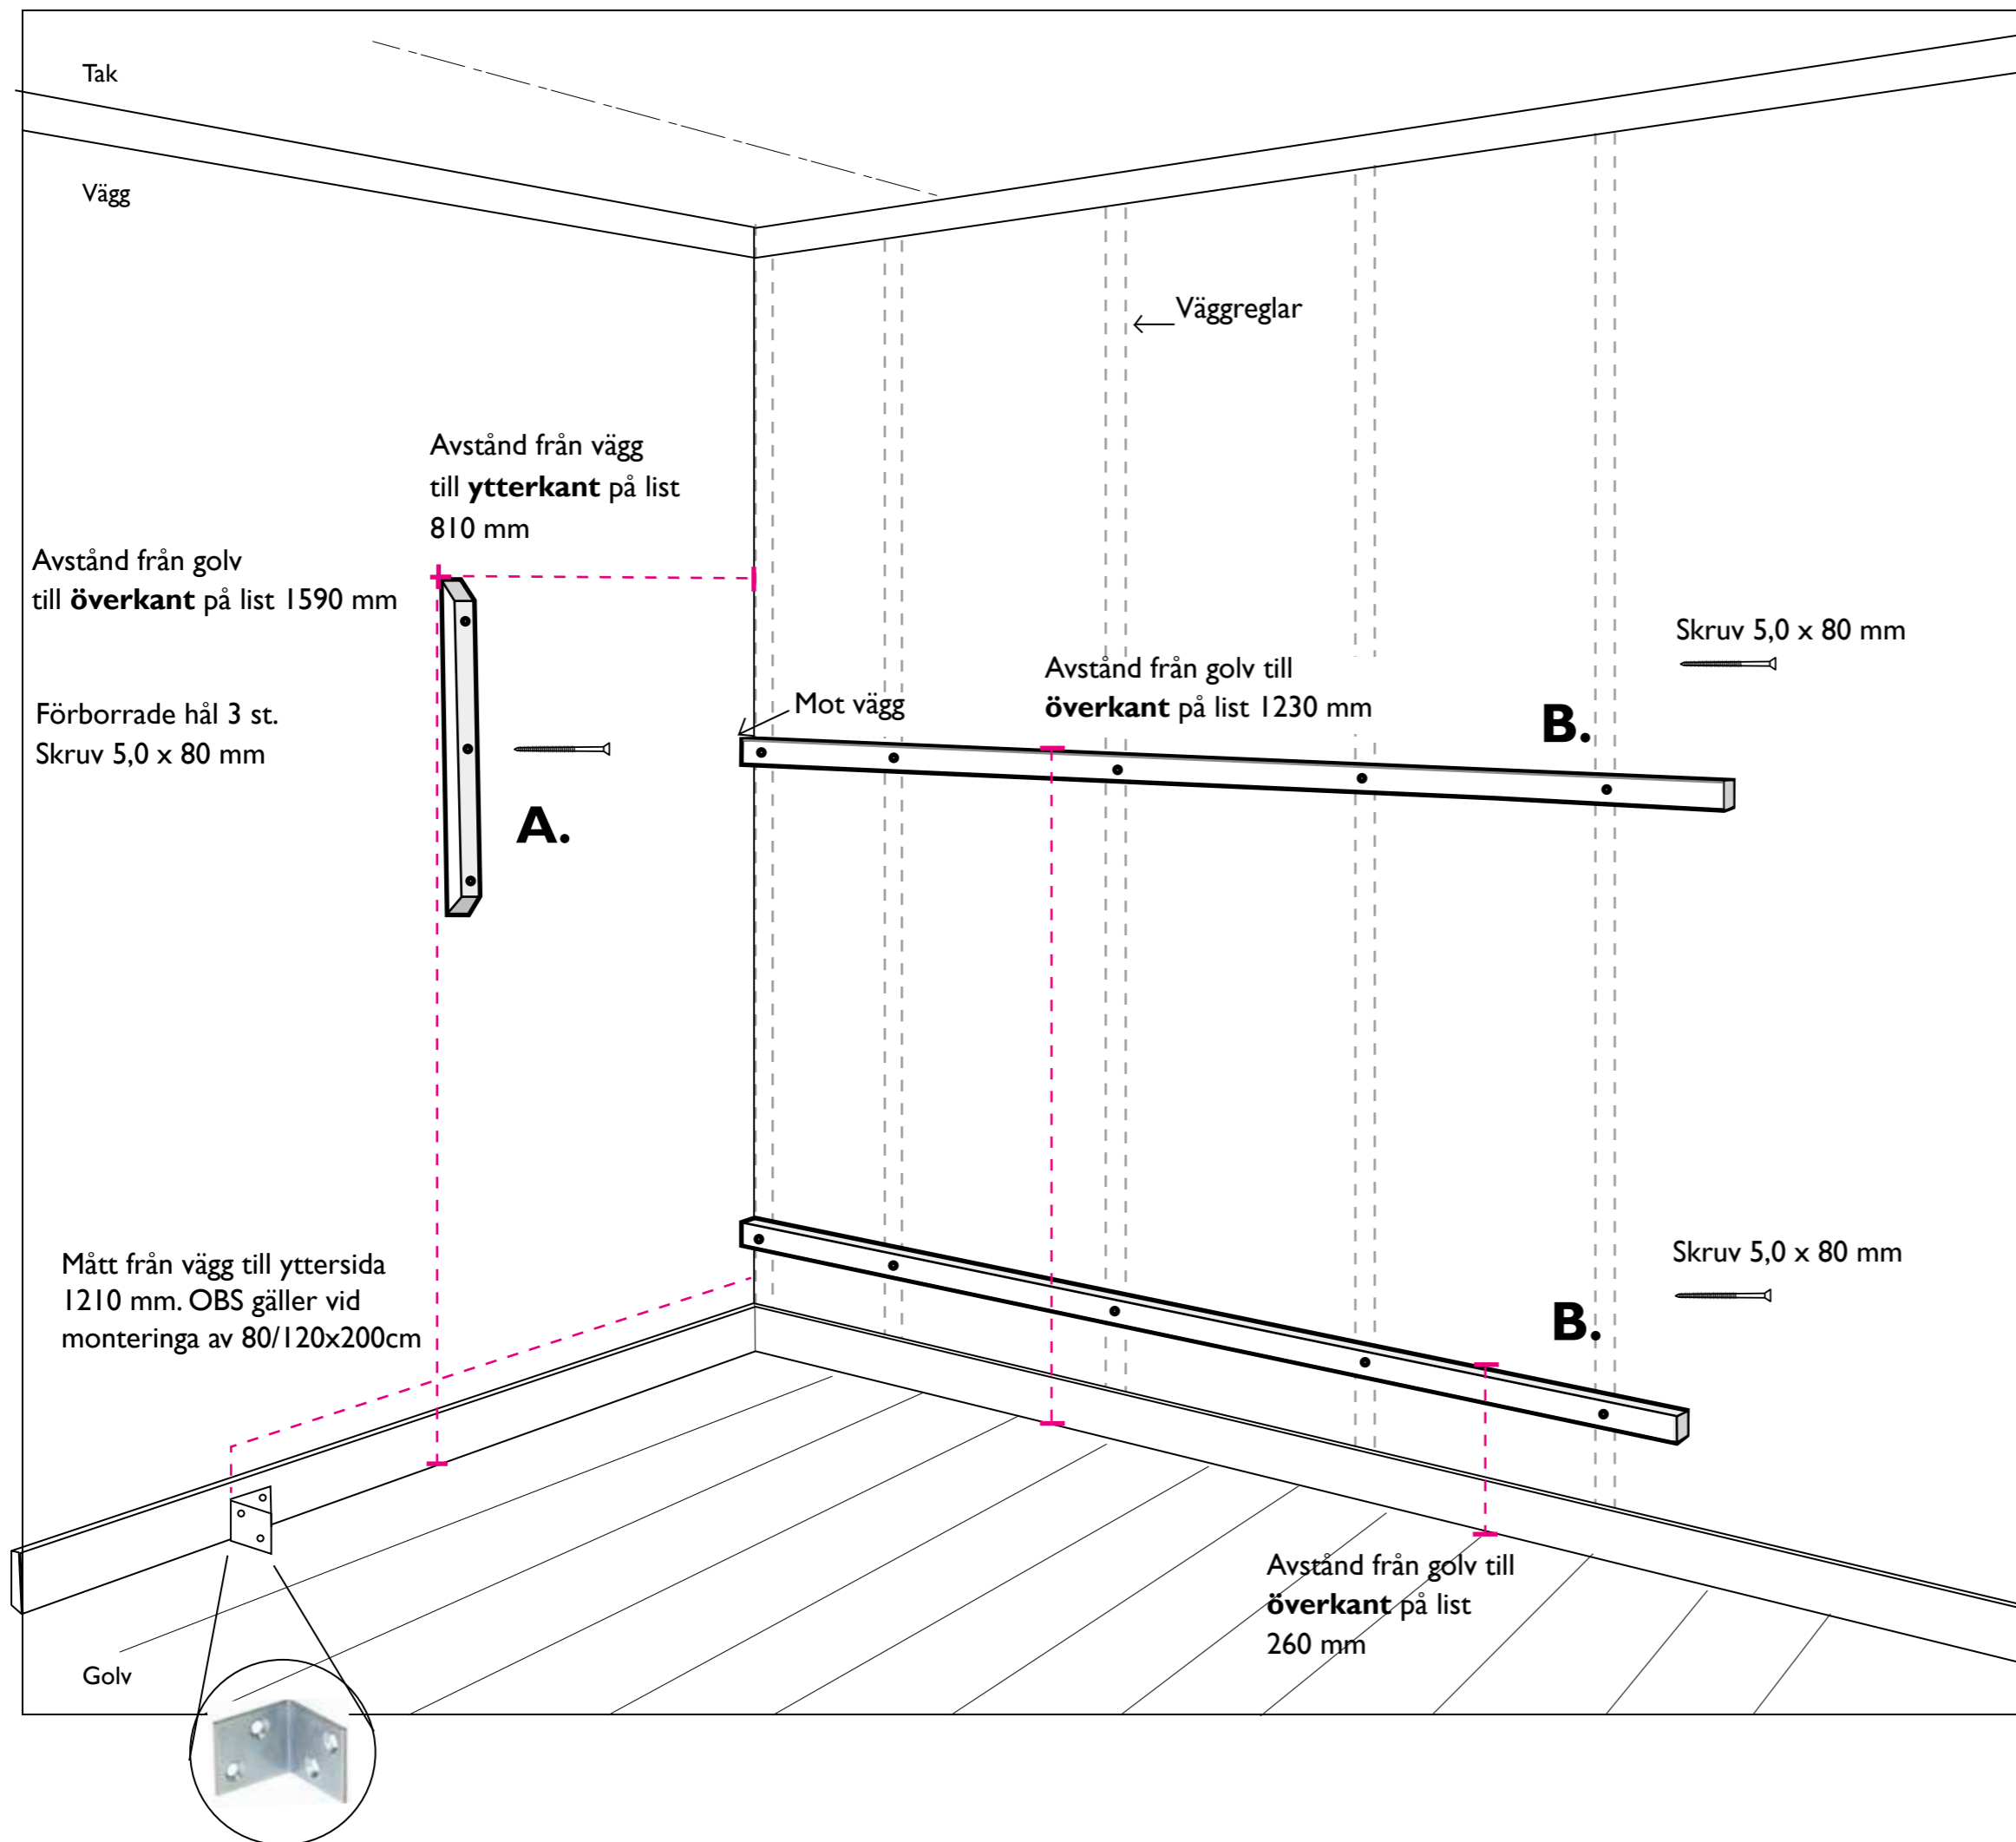 Tak
Vägg
Väggreglar
Avstånd från vägg
till ytterkant på list
810 mm
Avstånd från golv
till överkant på list 1590 mm
Skruv 5,0 x 80 mm
Avstånd från golv till
överkant på list 1230 mm
Mot vägg
Förborrade hål 3 st.
Skruv 5,0 x 80 mm
B.
A.
Mått från vägg till yttersida
1210 mm. OBS gäller vid
monteringa av 80/120x200cm
Skruv 5,0 x 80 mm
B.
Avstånd från golv till
överkant på list
260 mm
Golv